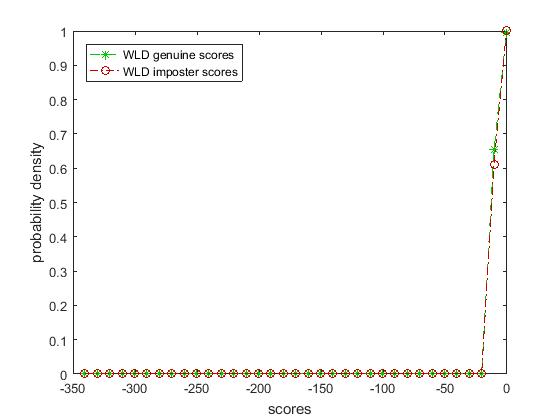 1
0.9
0.8
0.7
0.6
0.5
0.4
0.3
0.2
0.1
0
WLD genuine scores
WLD imposter scores
probability density
-350 -300 -250 -200 -150 -100 -50 0
scores